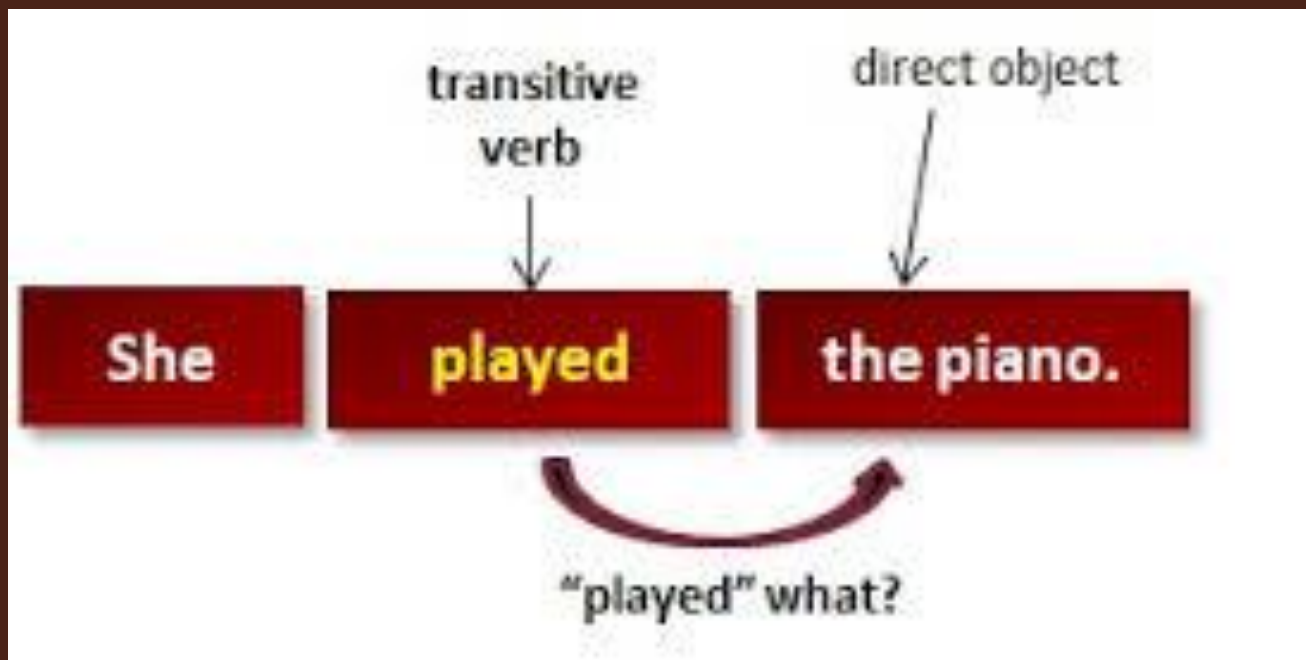 transitive
verb
direct object
She played the piano.
“played” what?